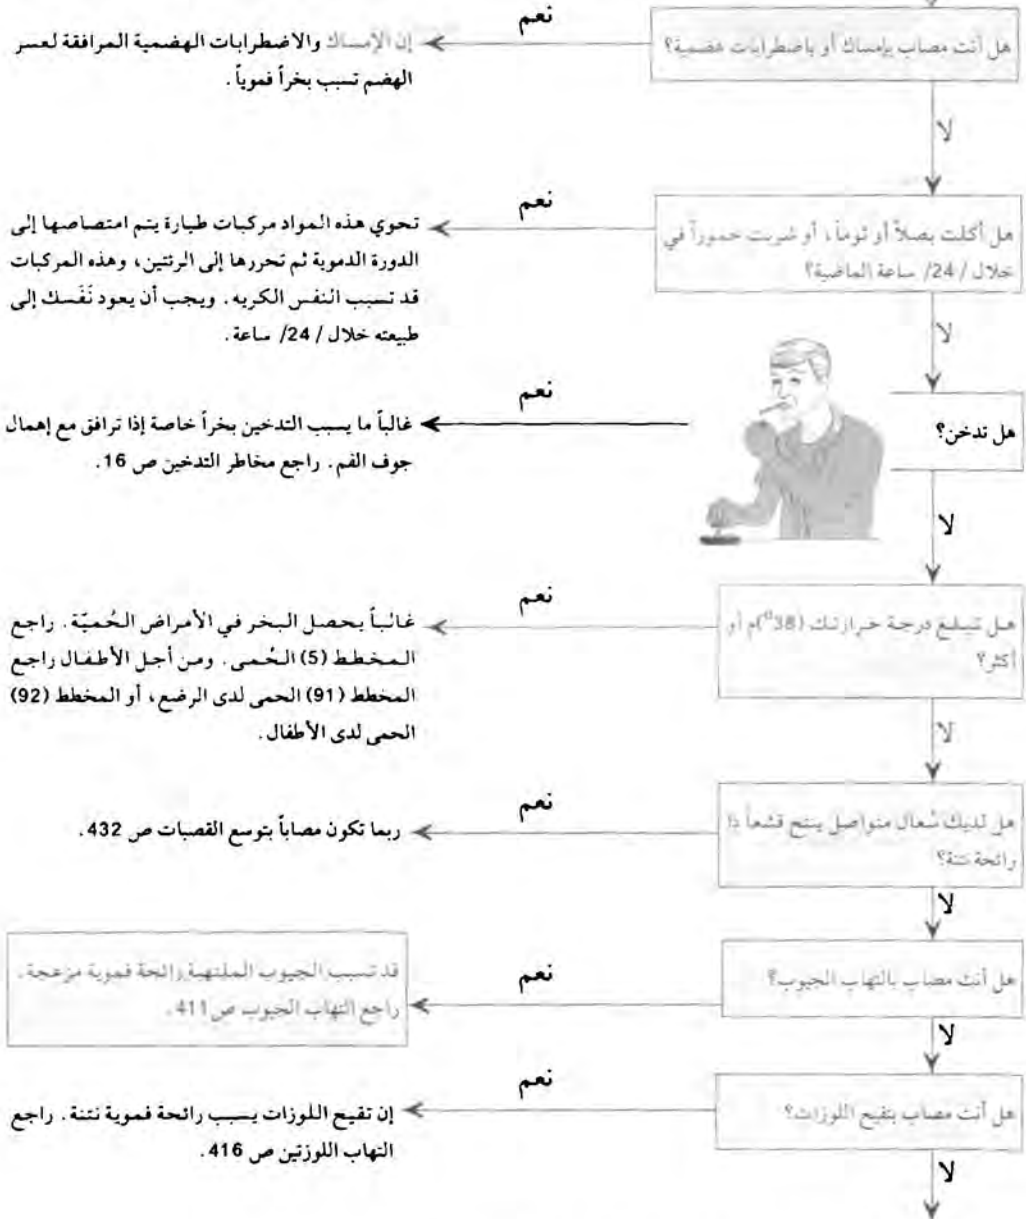 هل أنت مصاب بإمساك أو باضطرابات هضمية؟
نعم
إن الإمساك والاضطرابات الهضمية المرافقة لعسر
الهضم تسبب بخراً فموياً.
لا
هل أكلت بصلاً أو ثوماً، أو شربت خموراً في
خلال /24/ ساعة الماضية؟
نعم
تحوي هذه المواد مركبات طيارة يتم امتصاصها إلى
الدورة الدموية ثم تحررها إلى الرئتين، وهذه المركبات
قد تسبب النفس الكريه. ويجب أن يعود نَفَسك إلى
طبيعته خلال /24/ ساعة.
لا
هل تدخن؟
نعم
غالباً ما يسبب التدخين بخراً خاصة إذا ترافق مع إهمال
جوف الفم. راجع مخاطر التدخين ص 16.
لا
هل تبلغ درجة حرارتك (38°)م أو
أكثر؟
نعم
غالباً يحصل البخر في الأمراض الحُميّة. راجع
المخطط (5) الحُمى. ومن أجل الأطفال راجع
المخطط (91) الحمى لدى الرضع، أو المخطط (92)
الحمى لدى الأطفال.
لا
هل لديك سُعال متواصل ينتج قشعاً ذا
رائحة نتنة؟
نعم
ربما تكون مصاباً بتوسع القصبات ص 432.
لا
هل أنت مصاب بالتهاب الجيوب؟
نعم
قد تسبب الجيوب الملتهبة رائحة فموية مزعجة.
راجع التهاب الجيوب ص 411.
لا
هل أنت مصاب بتقيح اللوزات؟
نعم
إن تقيح اللوزات يسبب رائحة فموية نتنة. راجع
التهاب اللوزتين ص 416.
لا